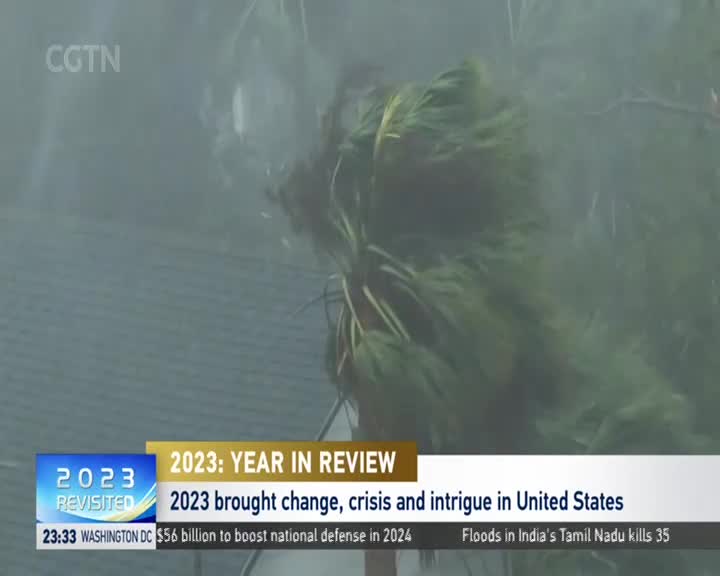 CGTN
2023: YEAR IN REVIEW
2023 REVISITED
2023 brought change, crisis and intrigue in United States
23:33 WASHINGTON DC $56 billion to boost national defense in 2024 Floods in India's Tamil Nadu kills 35